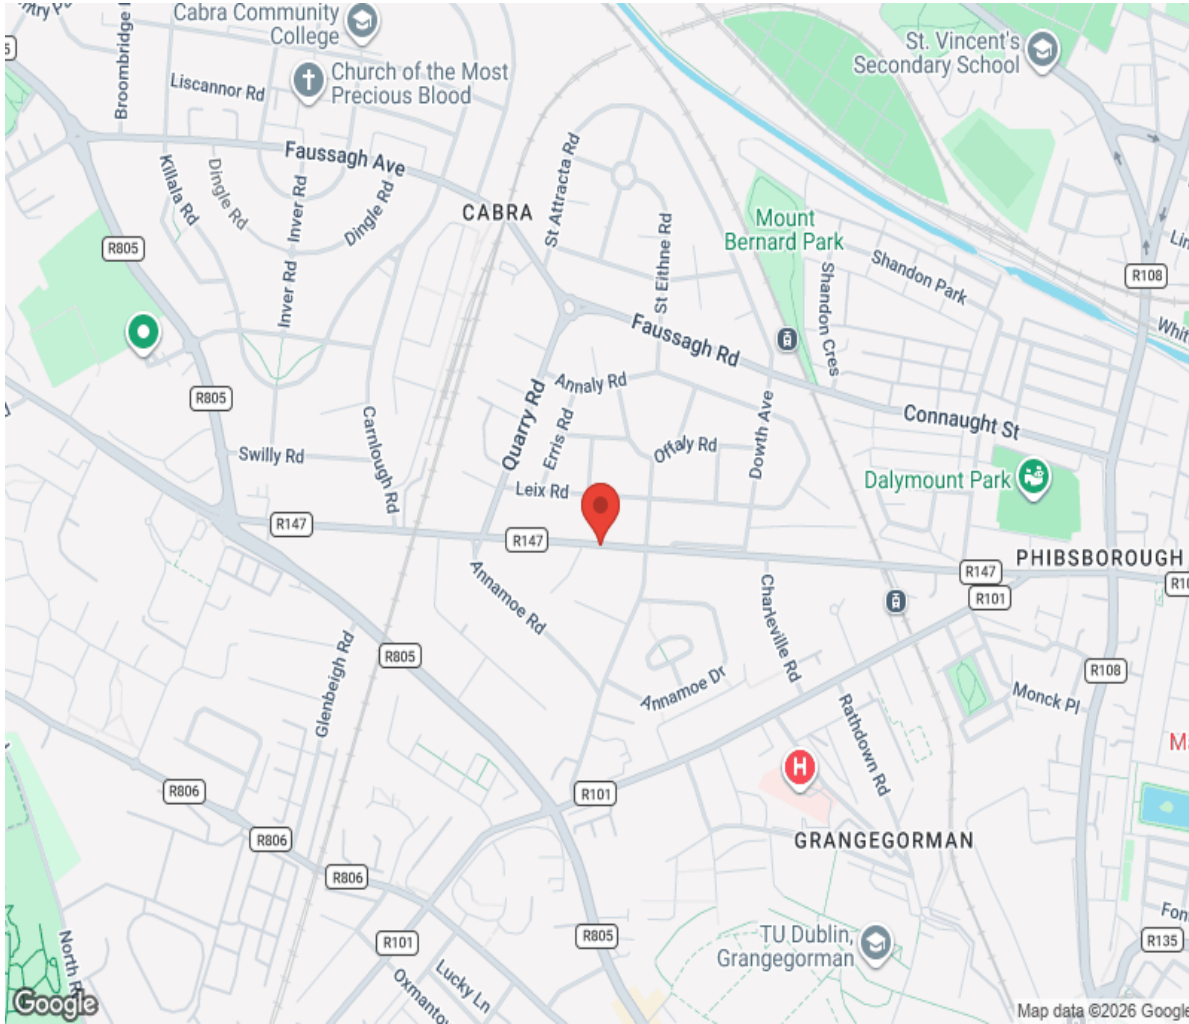 Cabra Community
College
Church of the Most
Precious Blood
Liscannor Rd
Broombridge
St. Vincent's
Secondary School
Faussagh Ave
Killala Rd
Dingle Rd
Inver Rd
Dingle Rd
CABRA
St Attracta Rd
Mount
Bernard Park
R805
Inver Rd
St Eithne Rd
Shandon Park
Shandon Cres
R108
Faussagh Rd
Annaly Rd
R805
Quarry Rd
Erris Rd
Offaly Rd
Dowth Ave
Connaught St
Carnlough Rd
Swilly Rd
Leix Rd
Dalymount Park
R147
R147
PHIBSBOROUGH
R147
R101
Annamoe Rd
Charleville Rd
Glenbeigh Rd
R805
Annamoe Dr
R108
Monck Pl
Rathdown Rd
H
R806
R101
R806
GRANGEGORMAN
R806
R101
R805
R135
TU Dublin,
Grangegorman
North
Lucky Ln
Google
Map data ©2026 Google